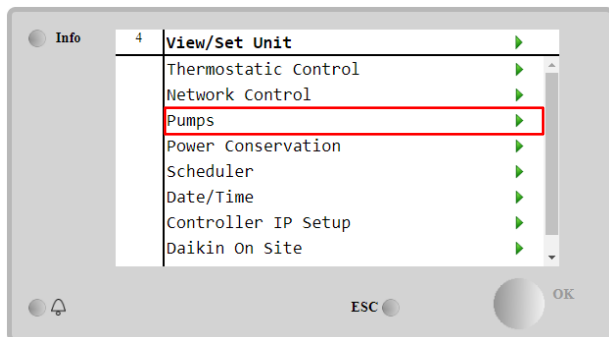 Info
4 View/Set Unit
Thermostatic Control
Network Control
Pumps
Power Conservation
Scheduler
Date/Time
Controller IP Setup
Daikin On Site
ESC
OK